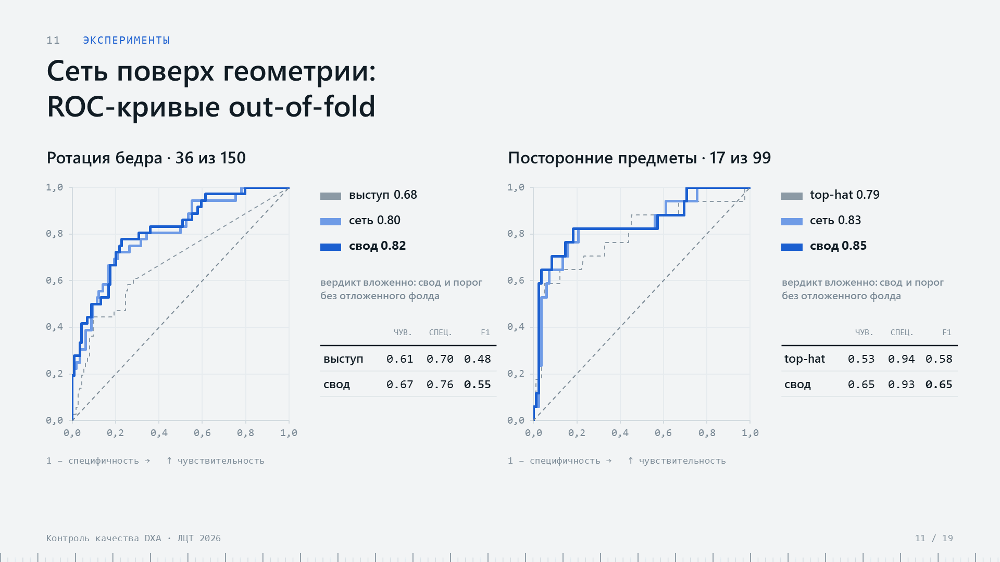 11 ЭКСПЕРИМЕНТЫ
Сеть поверх геометрии:
ROC-кривые out-of-fold
Ротация бедра · 36 из 150
1,0
0,8
0,6
0,4
0,2
0,0
0,0 0,2 0,4 0,6 0,8 1,0
1 – специфичность → ↑ чувствительность
выступ 0.68
сеть 0.80
свод 0.82
вердикт вложенно: свод и порог
без отложенного фолда
ЧУВ. СПЕЦ. F1
выступ 0.61 0.70 0.48
свод 0.67 0.76 0.55
Посторонние предметы · 17 из 99
1,0
0,8
0,6
0,4
0,2
0,0
0,0 0,2 0,4 0,6 0,8 1,0
1 – специфичность → ↑ чувствительность
top-hat 0.79
сеть 0.83
свод 0.85
вердикт вложенно: свод и порог
без отложенного фолда
ЧУВ. СПЕЦ. F1
top-hat 0.53 0.94 0.58
свод 0.65 0.93 0.65
Контроль качества DXA · ЛЦТ 2026
11 / 19